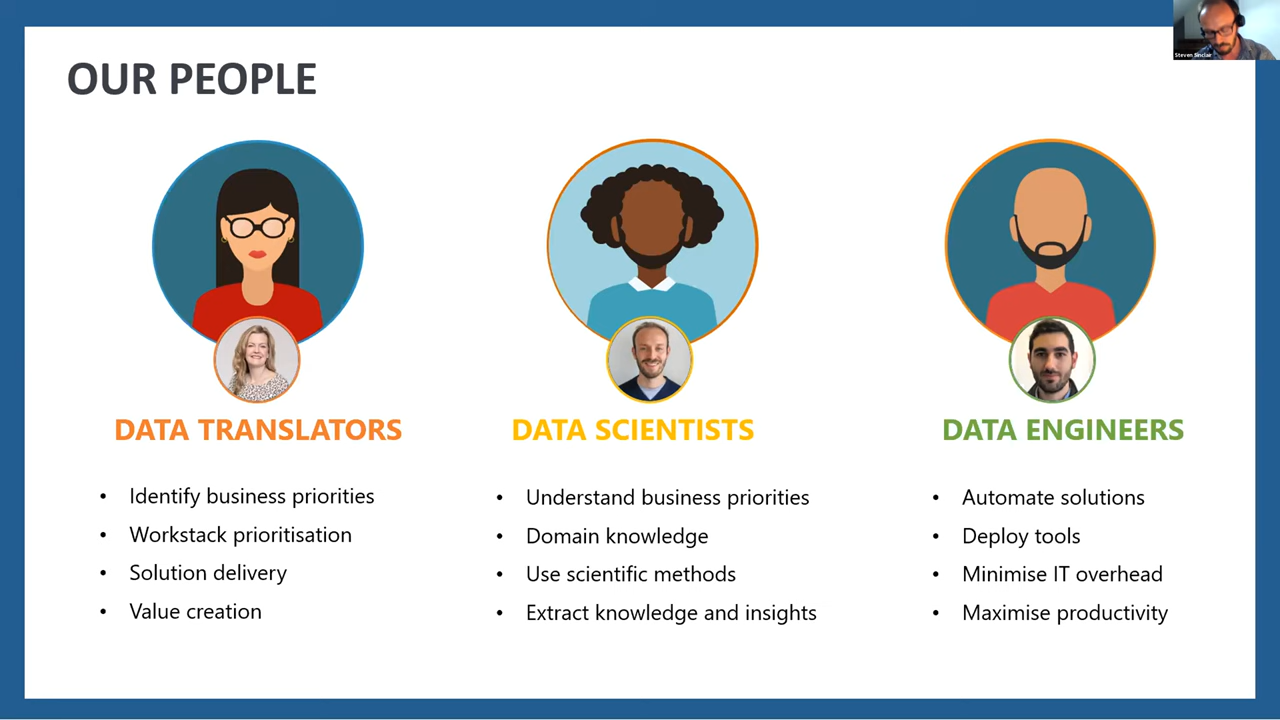 Steven Sinclair
OUR PEOPLE
DATA TRANSLATORS
• Identify business priorities
• Workstack prioritisation
• Solution delivery
• Value creation
DATA SCIENTISTS
• Understand business priorities
• Domain knowledge
• Use scientific methods
• Extract knowledge and insights
DATA ENGINEERS
• Automate solutions
• Deploy tools
• Minimise IT overhead
• Maximise productivity